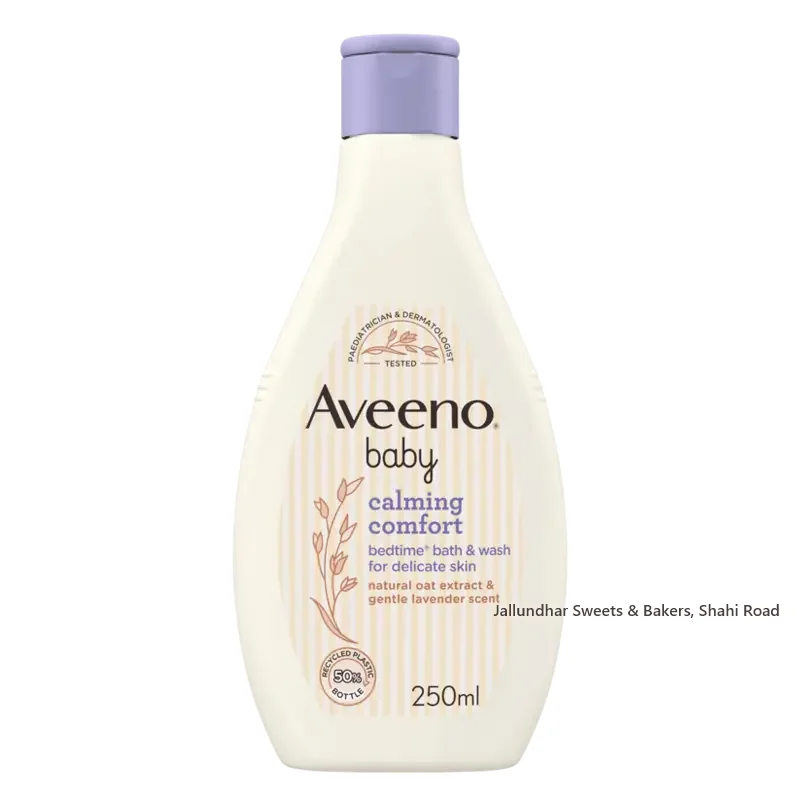 PAEDIATRICIAN & DERMATOLOGIST
TESTED
Aveeno®
baby
calming
comfort
bedtime* bath & wash
for delicate skin
natural oat extract &
gentle lavender scent
Jallundhar Sweets & Bakers, Shahi Road
RECYCLED PLASTIC
50%
BOTTLE
250ml